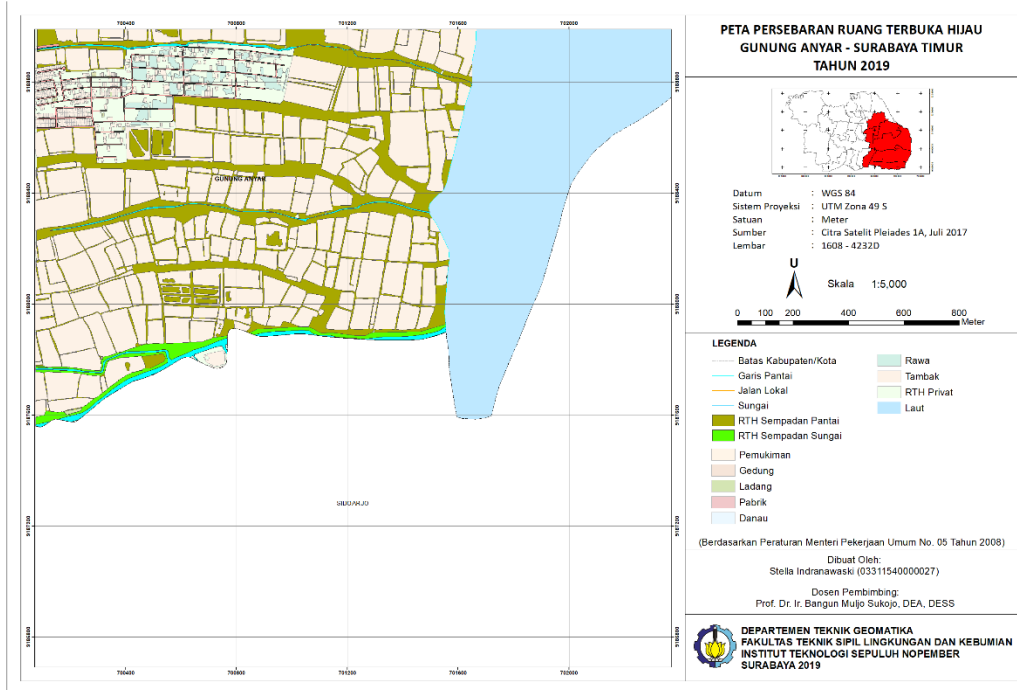 PETA PERSEBARAN RUANG TERBUKA HIJAU
GUNUNG ANYAR - SURABAYA TIMUR
TAHUN 2019
Datum : WGS 84
Sistem Proyeksi : UTM Zona 49 S
Satuan : Meter
Sumber : Citra Satelit Pleiades 1A, Juli 2017
Lembar : 1608 - 4232D
U
Skala 1:5,000
0 100 200 400 600 800
Meter
LEGENDA
Batas Kabupaten/Kota
Garis Pantai
Jalan Lokal
Sungai
RTH Sempadan Pantai
RTH Sempadan Sungai
Pemukiman
Gedung
Ladang
Pabrik
Danau
Rawa
Tambak
RTH Privat
Laut
(Berdasarkan Peraturan Menteri Pekerjaan Umum No. 05 Tahun 2008)
Dibuat Oleh:
Stella Indranawaski (03311540000027)
Dosen Pembimbing:
Prof. Dr. Ir. Bangun Muljo Sukojo, DEA, DESS
DEPARTEMEN TEKNIK GEOMATIKA
FAKULTAS TEKNIK SIPIL LINGKUNGAN DAN KEBUMIAN
INSTITUT TEKNOLOGI SEPULUH NOPEMBER
SURABAYA 2019
700400 700800 701200 701600 702000
GUNUNG ANYAR
SIDOARJO
700400 700800 701200 701600 702000